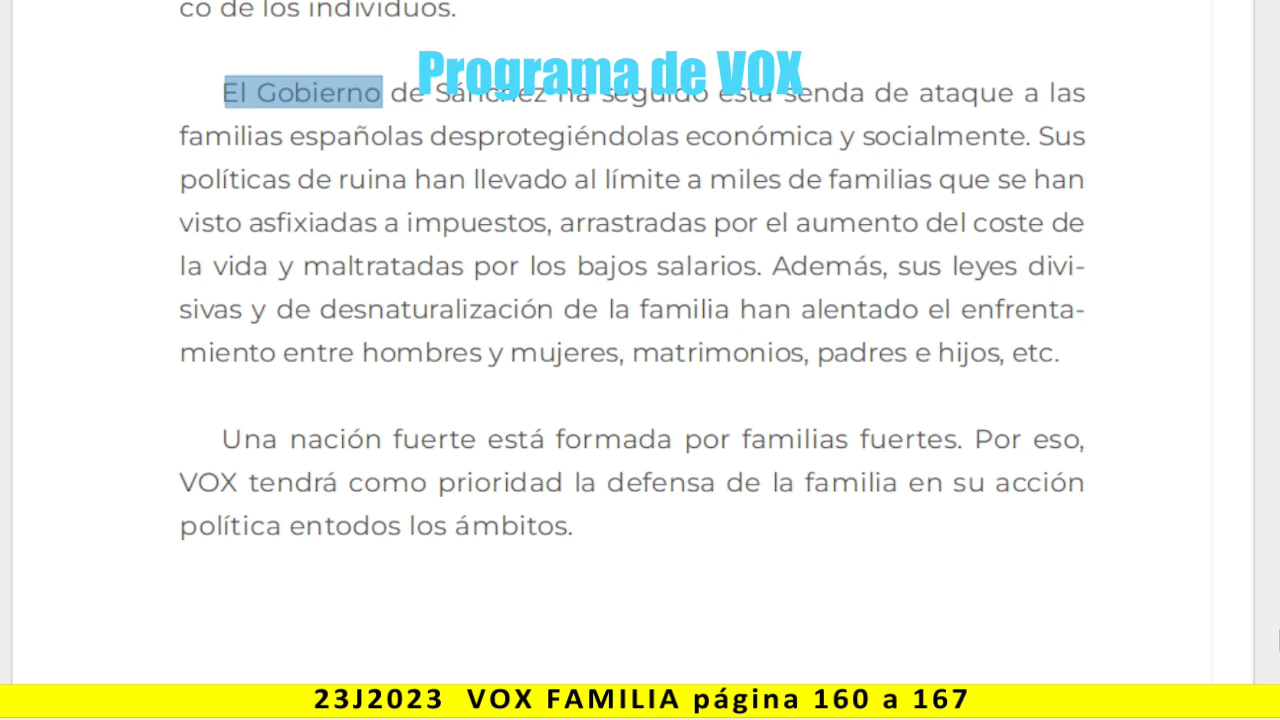 co de los individuos.
Programa de VOX
El Gobierno de Sánchez ha seguido esta senda de ataque a las
familias españolas desprotegiéndolas económica y socialmente. Sus
políticas de ruina han llevado al límite a miles de familias que se han
visto asfixiadas a impuestos, arrastradas por el aumento del coste de
la vida y maltratadas por los bajos salarios. Además, sus leyes divi-
sivas y de desnaturalización de la familia han alentado el enfrenta-
miento entre hombres y mujeres, matrimonios, padres e hijos, etc.
Una nación fuerte está formada por familias fuertes. Por eso,
VOX tendrá como prioridad la defensa de la familia en su acción
política entodos los ámbitos.
23J2023 VOX FAMILIA página 160 a 167